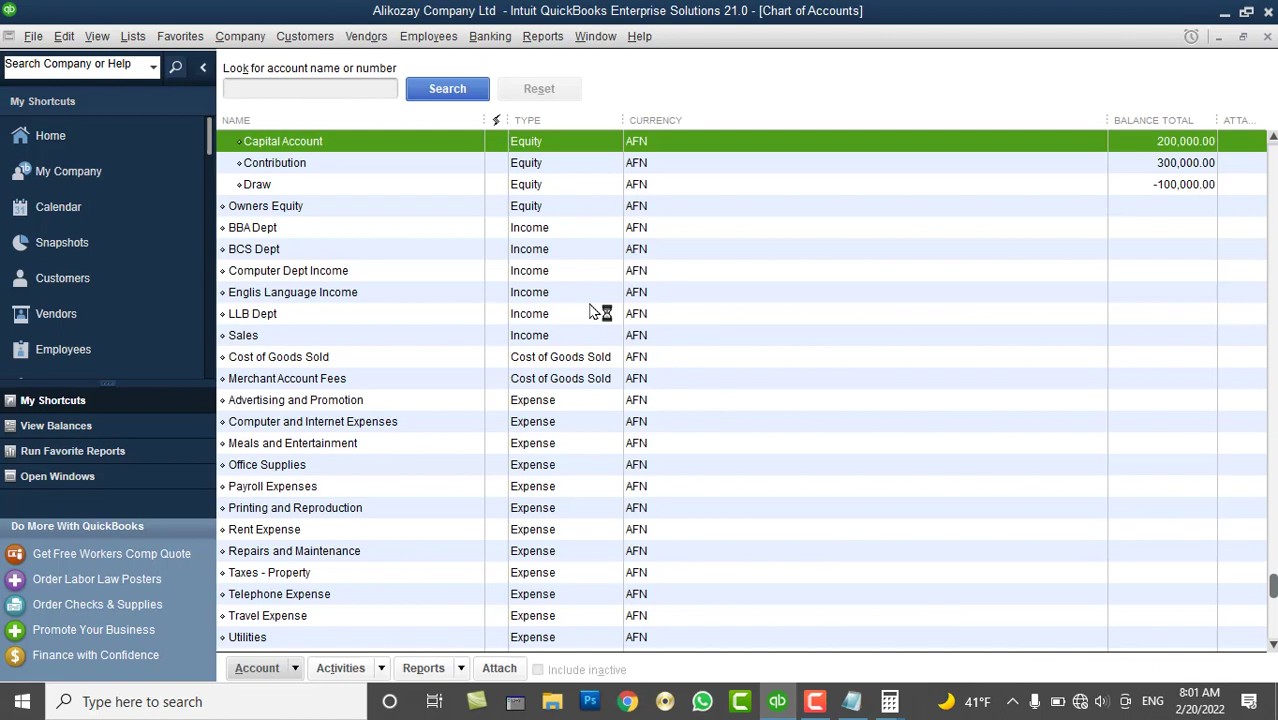 Alikozay Company Ltd - Intuit QuickBooks Enterprise Solutions 21.0 - [Chart of Accounts]
File Edit View Lists Favorites Company Customers Vendors Employees Banking Reports Window Help
Search Company or Help
Look for account name or number
Search Reset
My Shortcuts
Home
My Company
Calendar
Snapshots
Customers
Vendors
Employees
My Shortcuts
View Balances
Run Favorite Reports
Open Windows
Do More With QuickBooks
Get Free Workers Comp Quote
Order Labor Law Posters
Order Checks & Supplies
Promote Your Business
Finance with Confidence
NAME TYPE CURRENCY BALANCE TOTAL ATTA...
Capital Account Equity AFN 200,000.00
Contribution Equity AFN 300,000.00
Draw Equity AFN -100,000.00
Owners Equity Equity AFN
BBA Dept Income AFN
BCS Dept Income AFN
Computer Dept Income Income AFN
Englis Language Income Income AFN
LLB Dept Income AFN
Sales Income AFN
Cost of Goods Sold Cost of Goods Sold AFN
Merchant Account Fees Cost of Goods Sold AFN
Advertising and Promotion Expense AFN
Computer and Internet Expenses Expense AFN
Meals and Entertainment Expense AFN
Office Supplies Expense AFN
Payroll Expenses Expense AFN
Printing and Reproduction Expense AFN
Rent Expense Expense AFN
Repairs and Maintenance Expense AFN
Taxes - Property Expense AFN
Telephone Expense Expense AFN
Travel Expense Expense AFN
Utilities Expense AFN
Account Activities Reports Attach Include inactive
Type here to search
41°F ENG 8:01 AM
2/20/2022